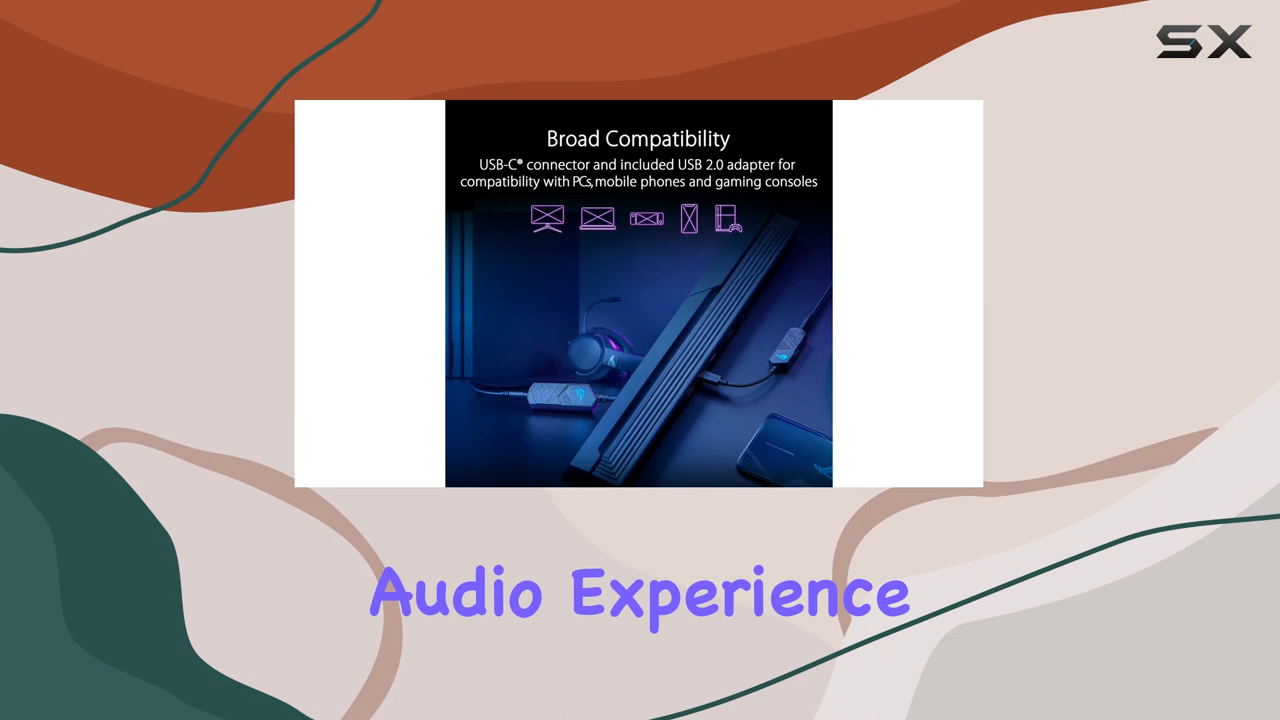 SX
Broad Compatibility
USB-C® connector and included USB 2.0 adapter for
compatibility with PCs, mobile phones and gaming consoles
Audio Experience